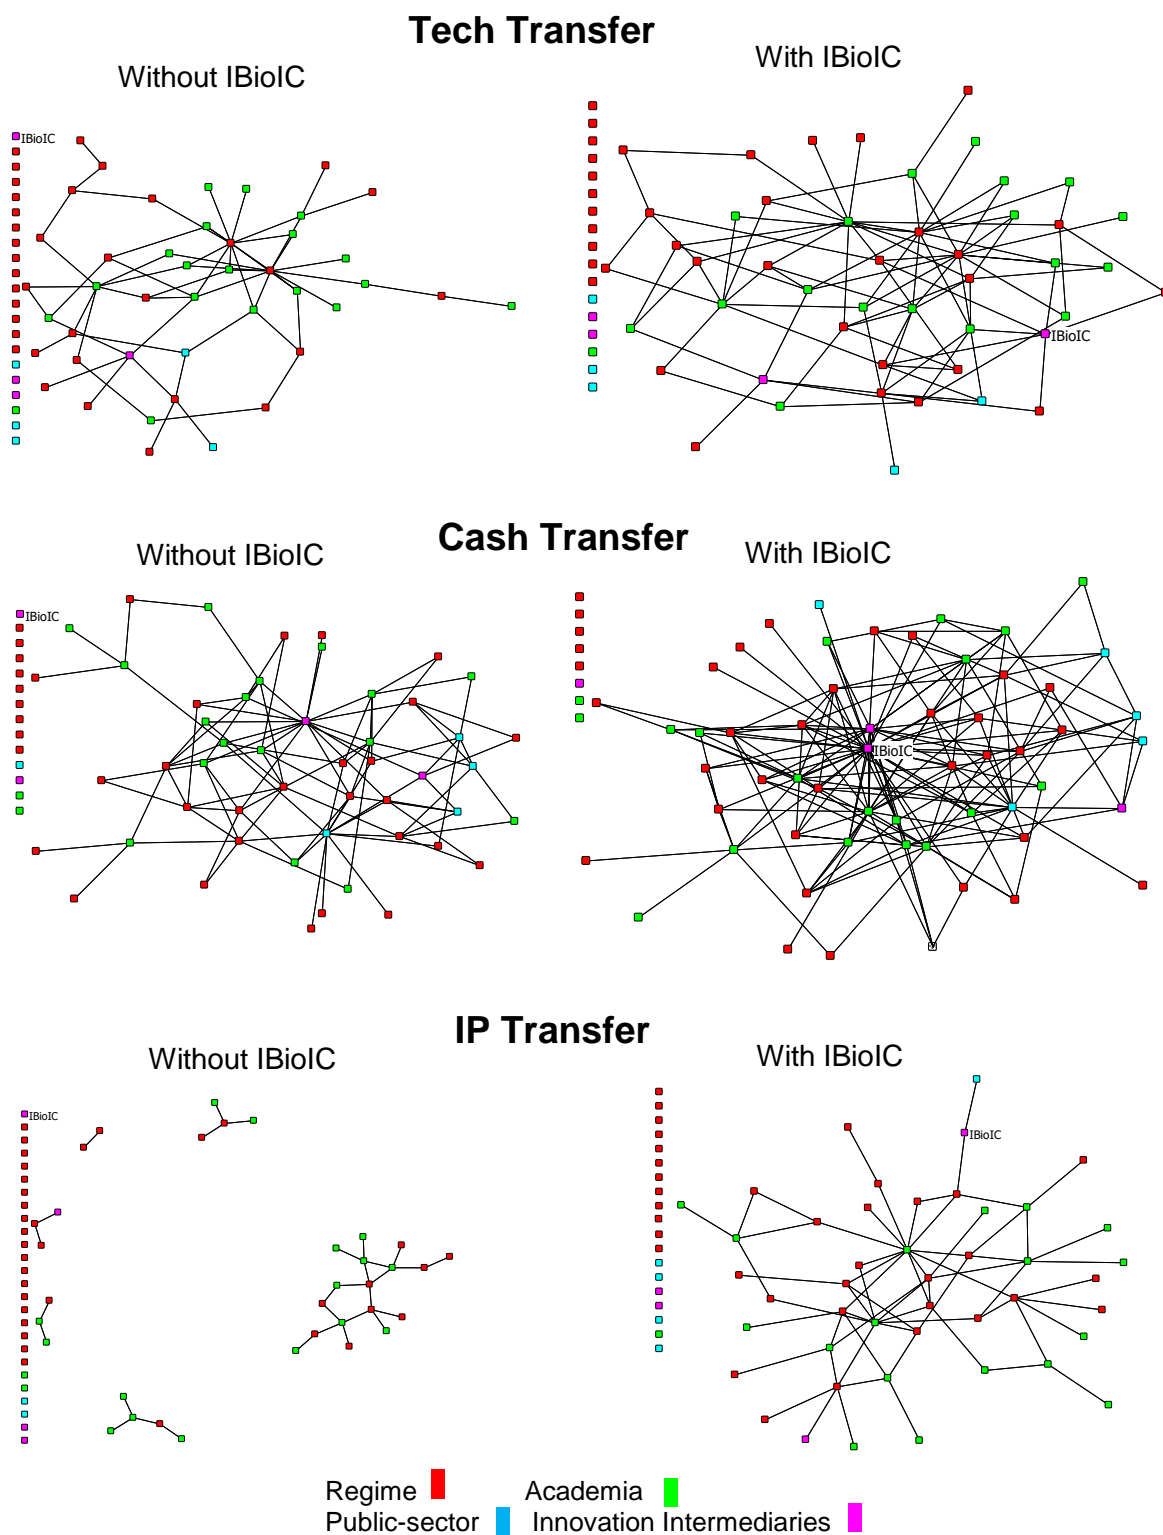 Tech Transfer
Without IBioIC
With IBioIC
IBioIC
IBioIC
Cash Transfer
Without IBioIC
With IBioIC
IBioIC
IBioIC
IP Transfer
Without IBioIC
With IBioIC
IBioIC
IBioIC
Regime Academia
Public-sector Innovation Intermediaries